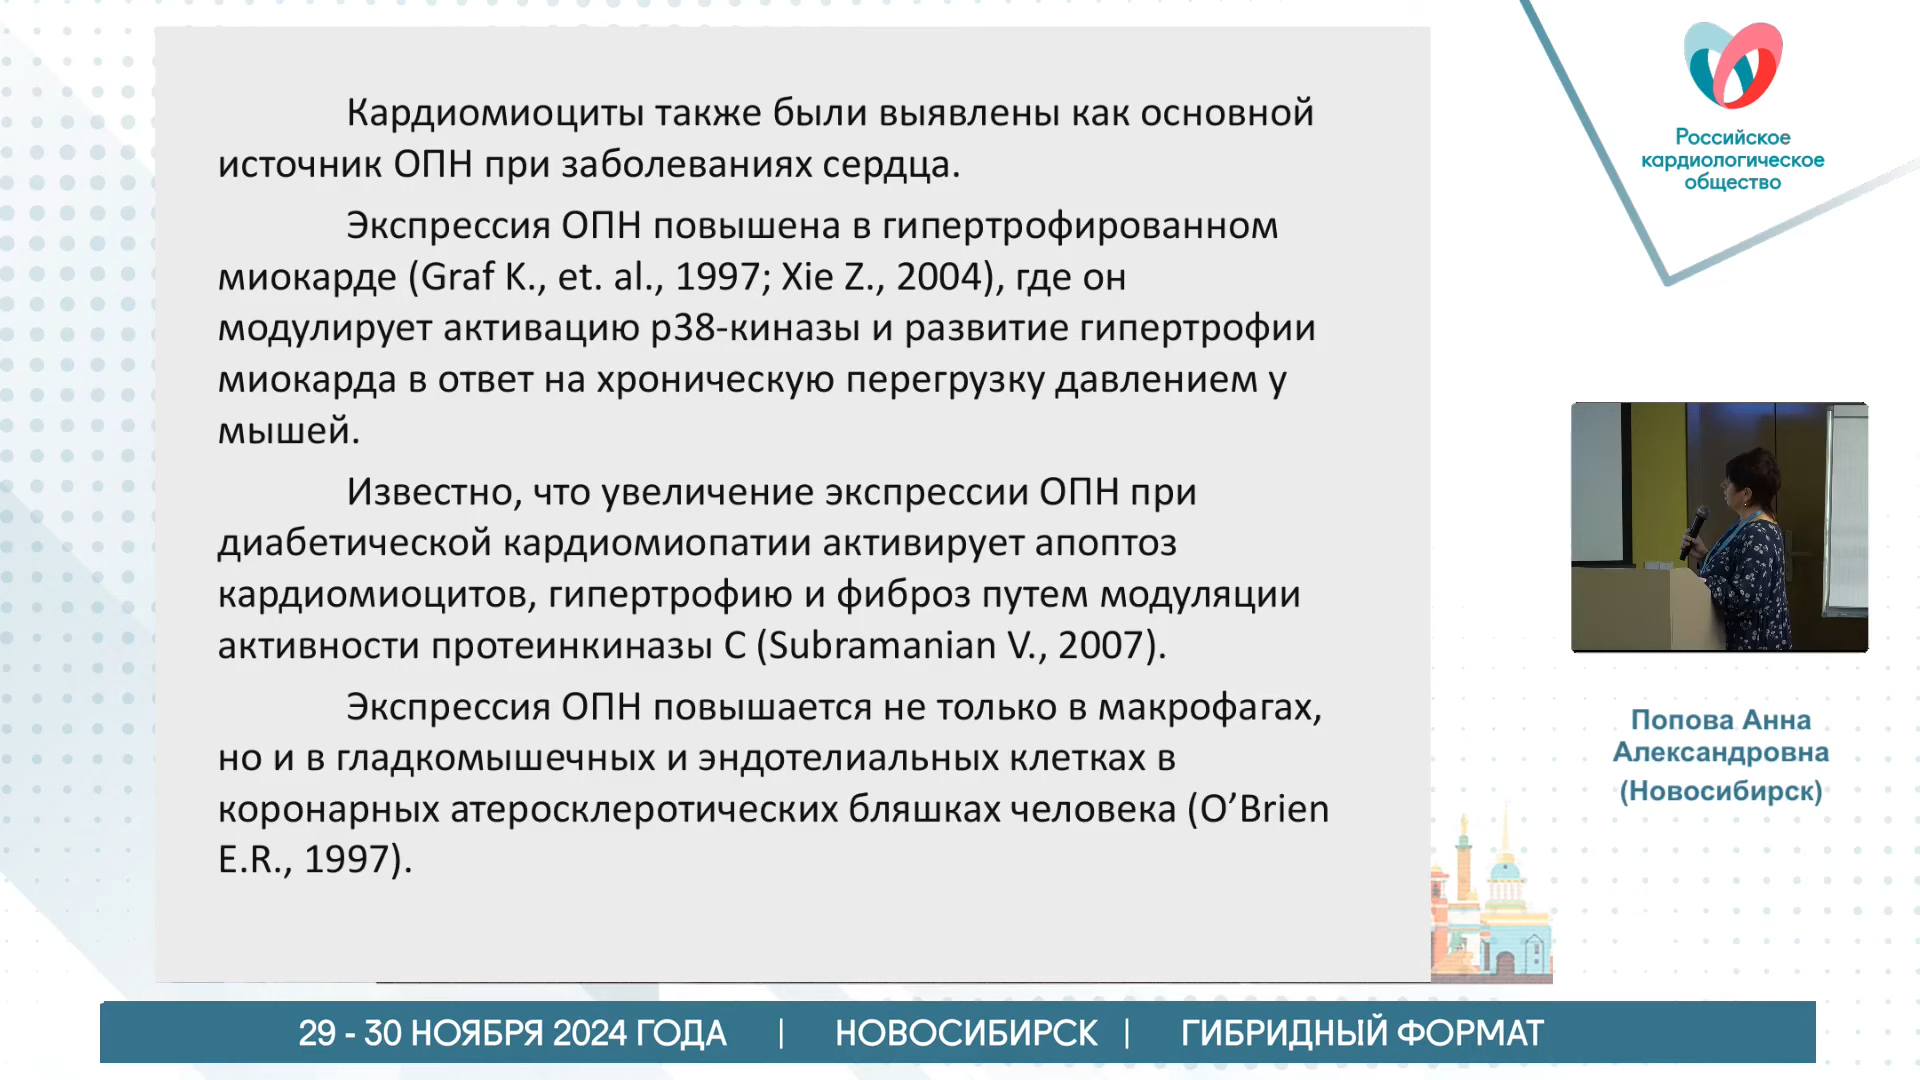 Кардиомиоциты также были выявлены как основной
источник ОПН при заболеваниях сердца.
Экспрессия ОПН повышена в гипертрофированном
миокарде (Graf K., et. al., 1997; Xie Z., 2004), где он
модулирует активацию p38-киназы и развитие гипертрофии
миокарда в ответ на хроническую перегрузку давлением у
мышей.
Известно, что увеличение экспрессии ОПН при
диабетической кардиомиопатии активирует апоптоз
кардиомиоцитов, гипертрофию и фиброз путем модуляции
активности протеинкиназы С (Subramanian V., 2007).
Экспрессия ОПН повышается не только в макрофагах,
но и в гладкомышечных и эндотелиальных клетках в
коронарных атеросклеротических бляшках человека (O’Brien
E.R., 1997).
Российское
кардиологическое
общество
Попова Анна
Александровна
(Новосибирск)
29 - 30 НОЯБРЯ 2024 ГОДА | НОВОСИБИРСК | ГИБРИДНЫЙ ФОРМАТ